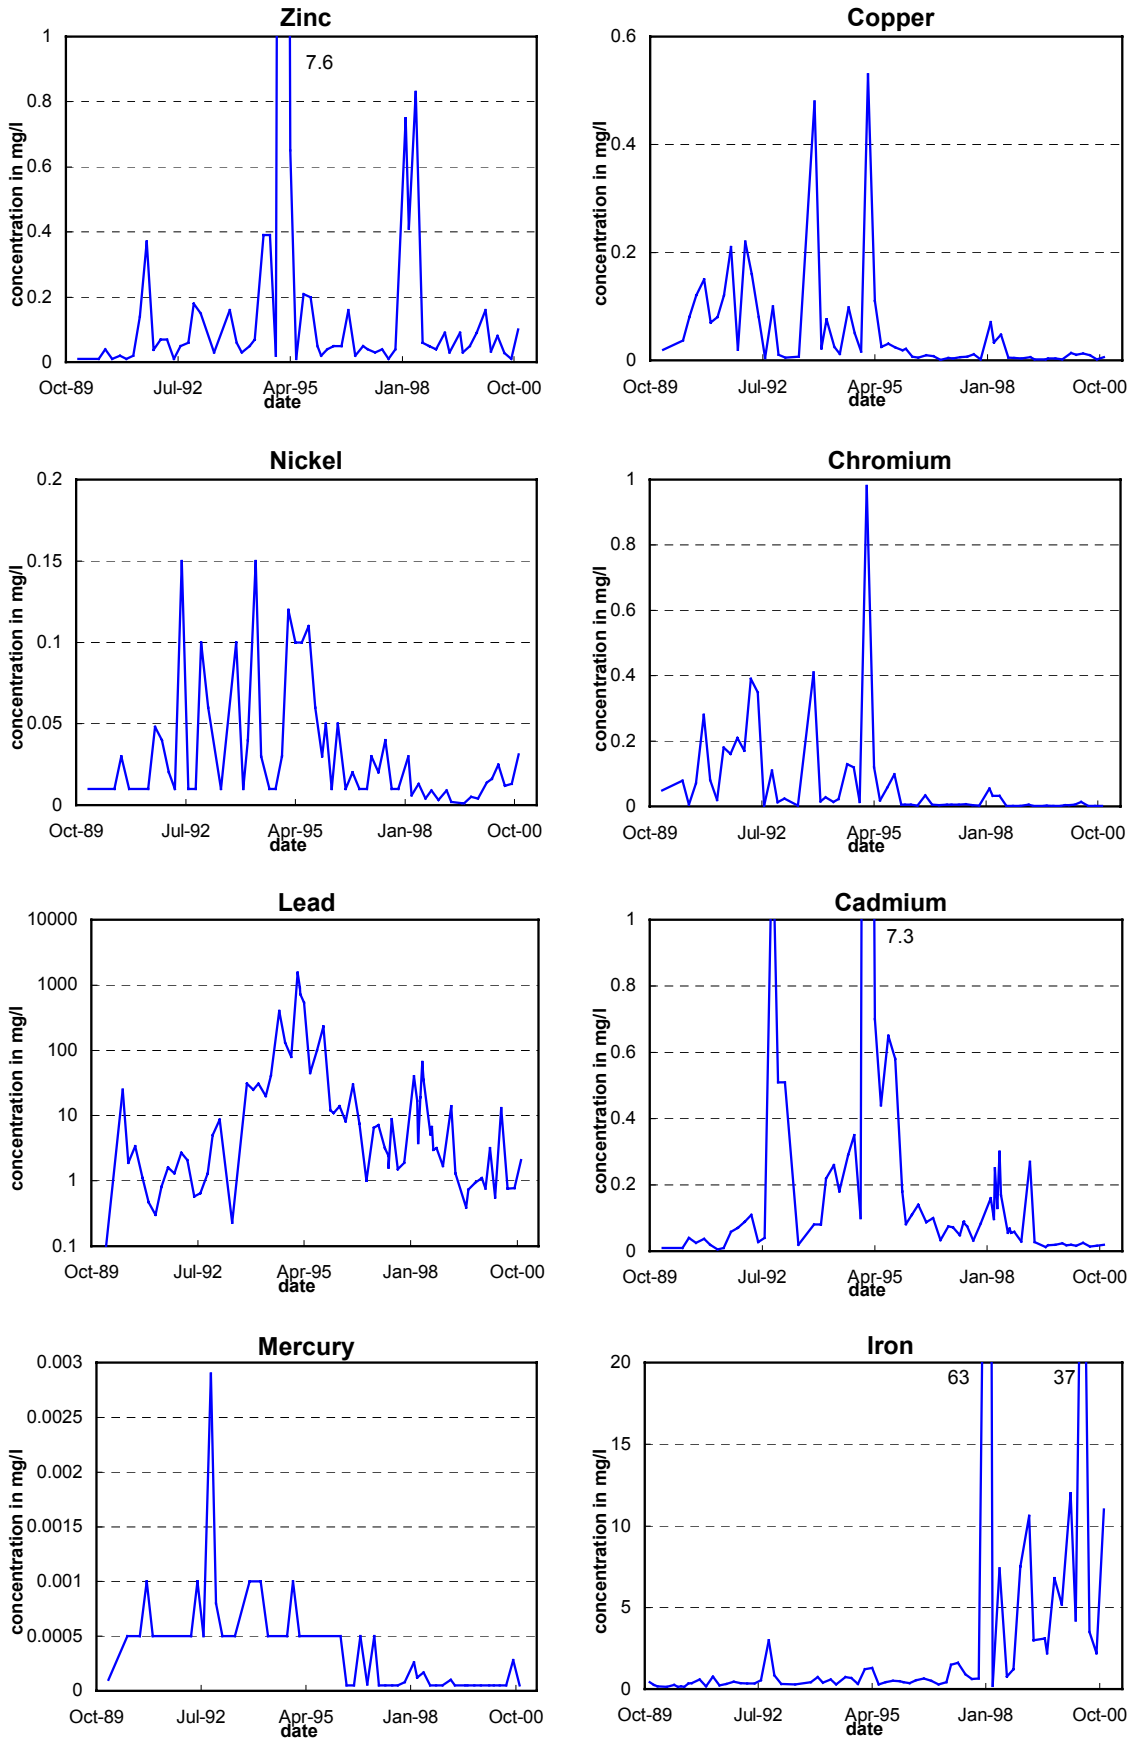 Zinc
concentration in mg/l
1
0.8
0.6
0.4
0.2
0
7.6
Oct-89 Jul-92 Apr-95 Jan-98 Oct-00
date
Copper
concentration in mg/l
0.6
0.4
0.2
0
Oct-89 Jul-92 Apr-95 Jan-98 Oct-00
date
Nickel
concentration in mg/l
0.2
0.15
0.1
0.05
0
Oct-89 Jul-92 Apr-95 Jan-98 Oct-00
date
Chromium
concentration in mg/l
1
0.8
0.6
0.4
0.2
0
Oct-89 Jul-92 Apr-95 Jan-98 Oct-00
date
Lead
concentration in mg/l
10000
1000
100
10
1
0.1
Oct-89 Jul-92 Apr-95 Jan-98 Oct-00
date
Cadmium
concentration in mg/l
1
0.8
0.6
0.4
0.2
0
7.3
Oct-89 Jul-92 Apr-95 Jan-98 Oct-00
date
Mercury
concentration in mg/l
0.003
0.0025
0.002
0.0015
0.001
0.0005
0
Oct-89 Jul-92 Apr-95 Jan-98 Oct-00
date
Iron
concentration in mg/l
20
15
10
5
0
63 37
Oct-89 Jul-92 Apr-95 Jan-98 Oct-00
date